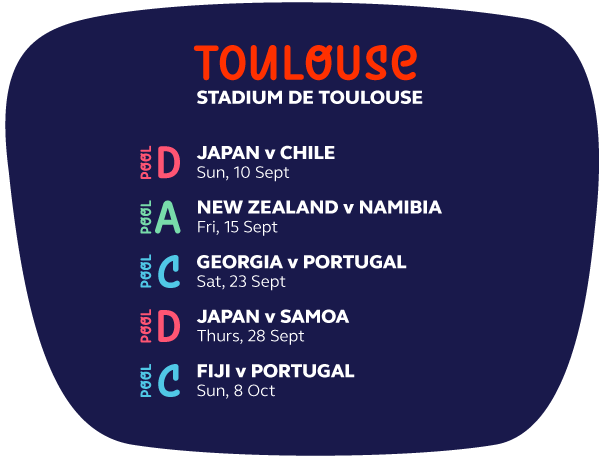 TOULOUSE
STADIUM DE TOULOUSE
POOL D
JAPAN v CHILE
Sun, 10 Sept
POOL A
NEW ZEALAND v NAMIBIA
Fri, 15 Sept
POOL C
GEORGIA v PORTUGAL
Sat, 23 Sept
POOL D
JAPAN v SAMOA
Thurs, 28 Sept
POOL C
FIJI v PORTUGAL
Sun, 8 Oct